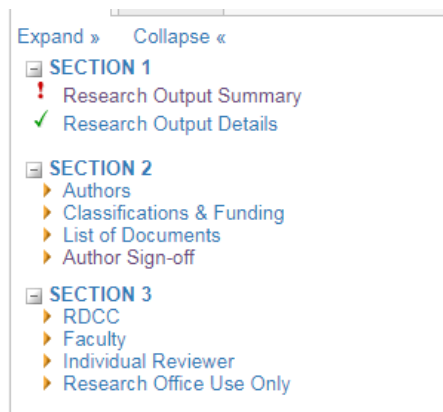 Expand » Collapse «
SECTION 1
Research Output Summary
Research Output Details
SECTION 2
Authors
Classifications & Funding
List of Documents
Author Sign-off
SECTION 3
RDCC
Faculty
Individual Reviewer
Research Office Use Only